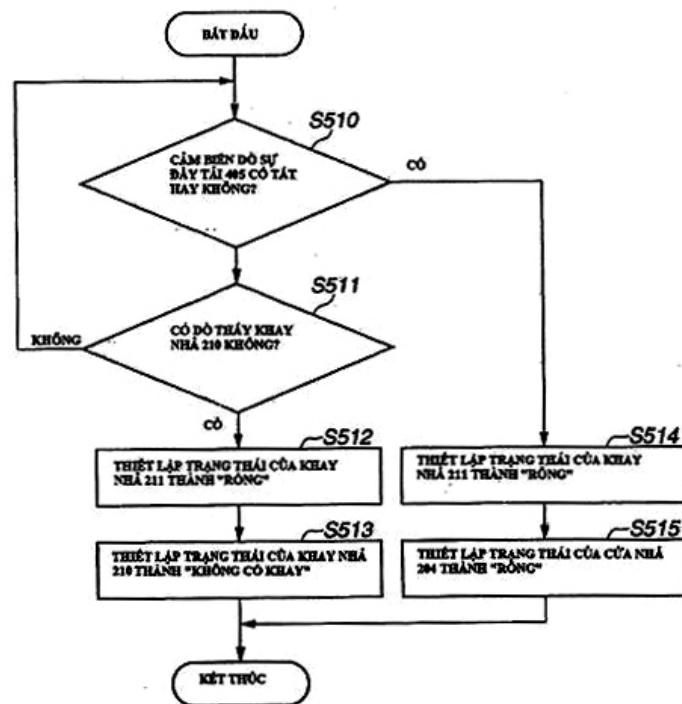 BẮT ĐẦU
S510
CẢM BIẾN DÒ SỰ
ĐẦY TẢI 405 CÓ TẮT
HAY KHÔNG?
CÓ
S511
CÓ DÒ THẤY KHAY
NHẢ 210 KHÔNG?
KHÔNG
CÓ
S512
THIẾT LẬP TRẠNG THÁI CỦA KHAY
NHẢ 211 THÀNH "RỖNG"
S514
THIẾT LẬP TRẠNG THÁI CỦA KHAY
NHẢ 211 THÀNH "RỖNG"
S513
THIẾT LẬP TRẠNG THÁI CỦA KHAY NHẢ
210 THÀNH "KHÔNG CÓ KHAY"
S515
THIẾT LẬP TRẠNG THÁI CỦA CỬA NHẢ
204 THÀNH "RỖNG"
KẾT THÚC